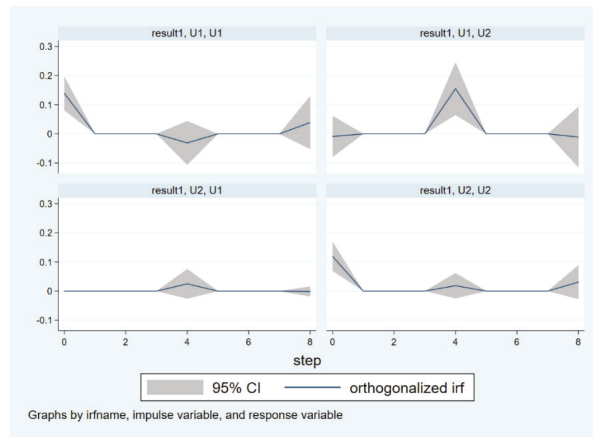 result1, U1, U1
result1, U1, U2
0.3
0.2
0.1
0
-0.1
result1, U2, U1
result1, U2, U2
0.3
0.2
0.1
0
-0.1
0 2 4 6 8
0 2 4 6 8
step
95% CI orthogonalized irf
Graphs by irfname, impulse variable, and response variable